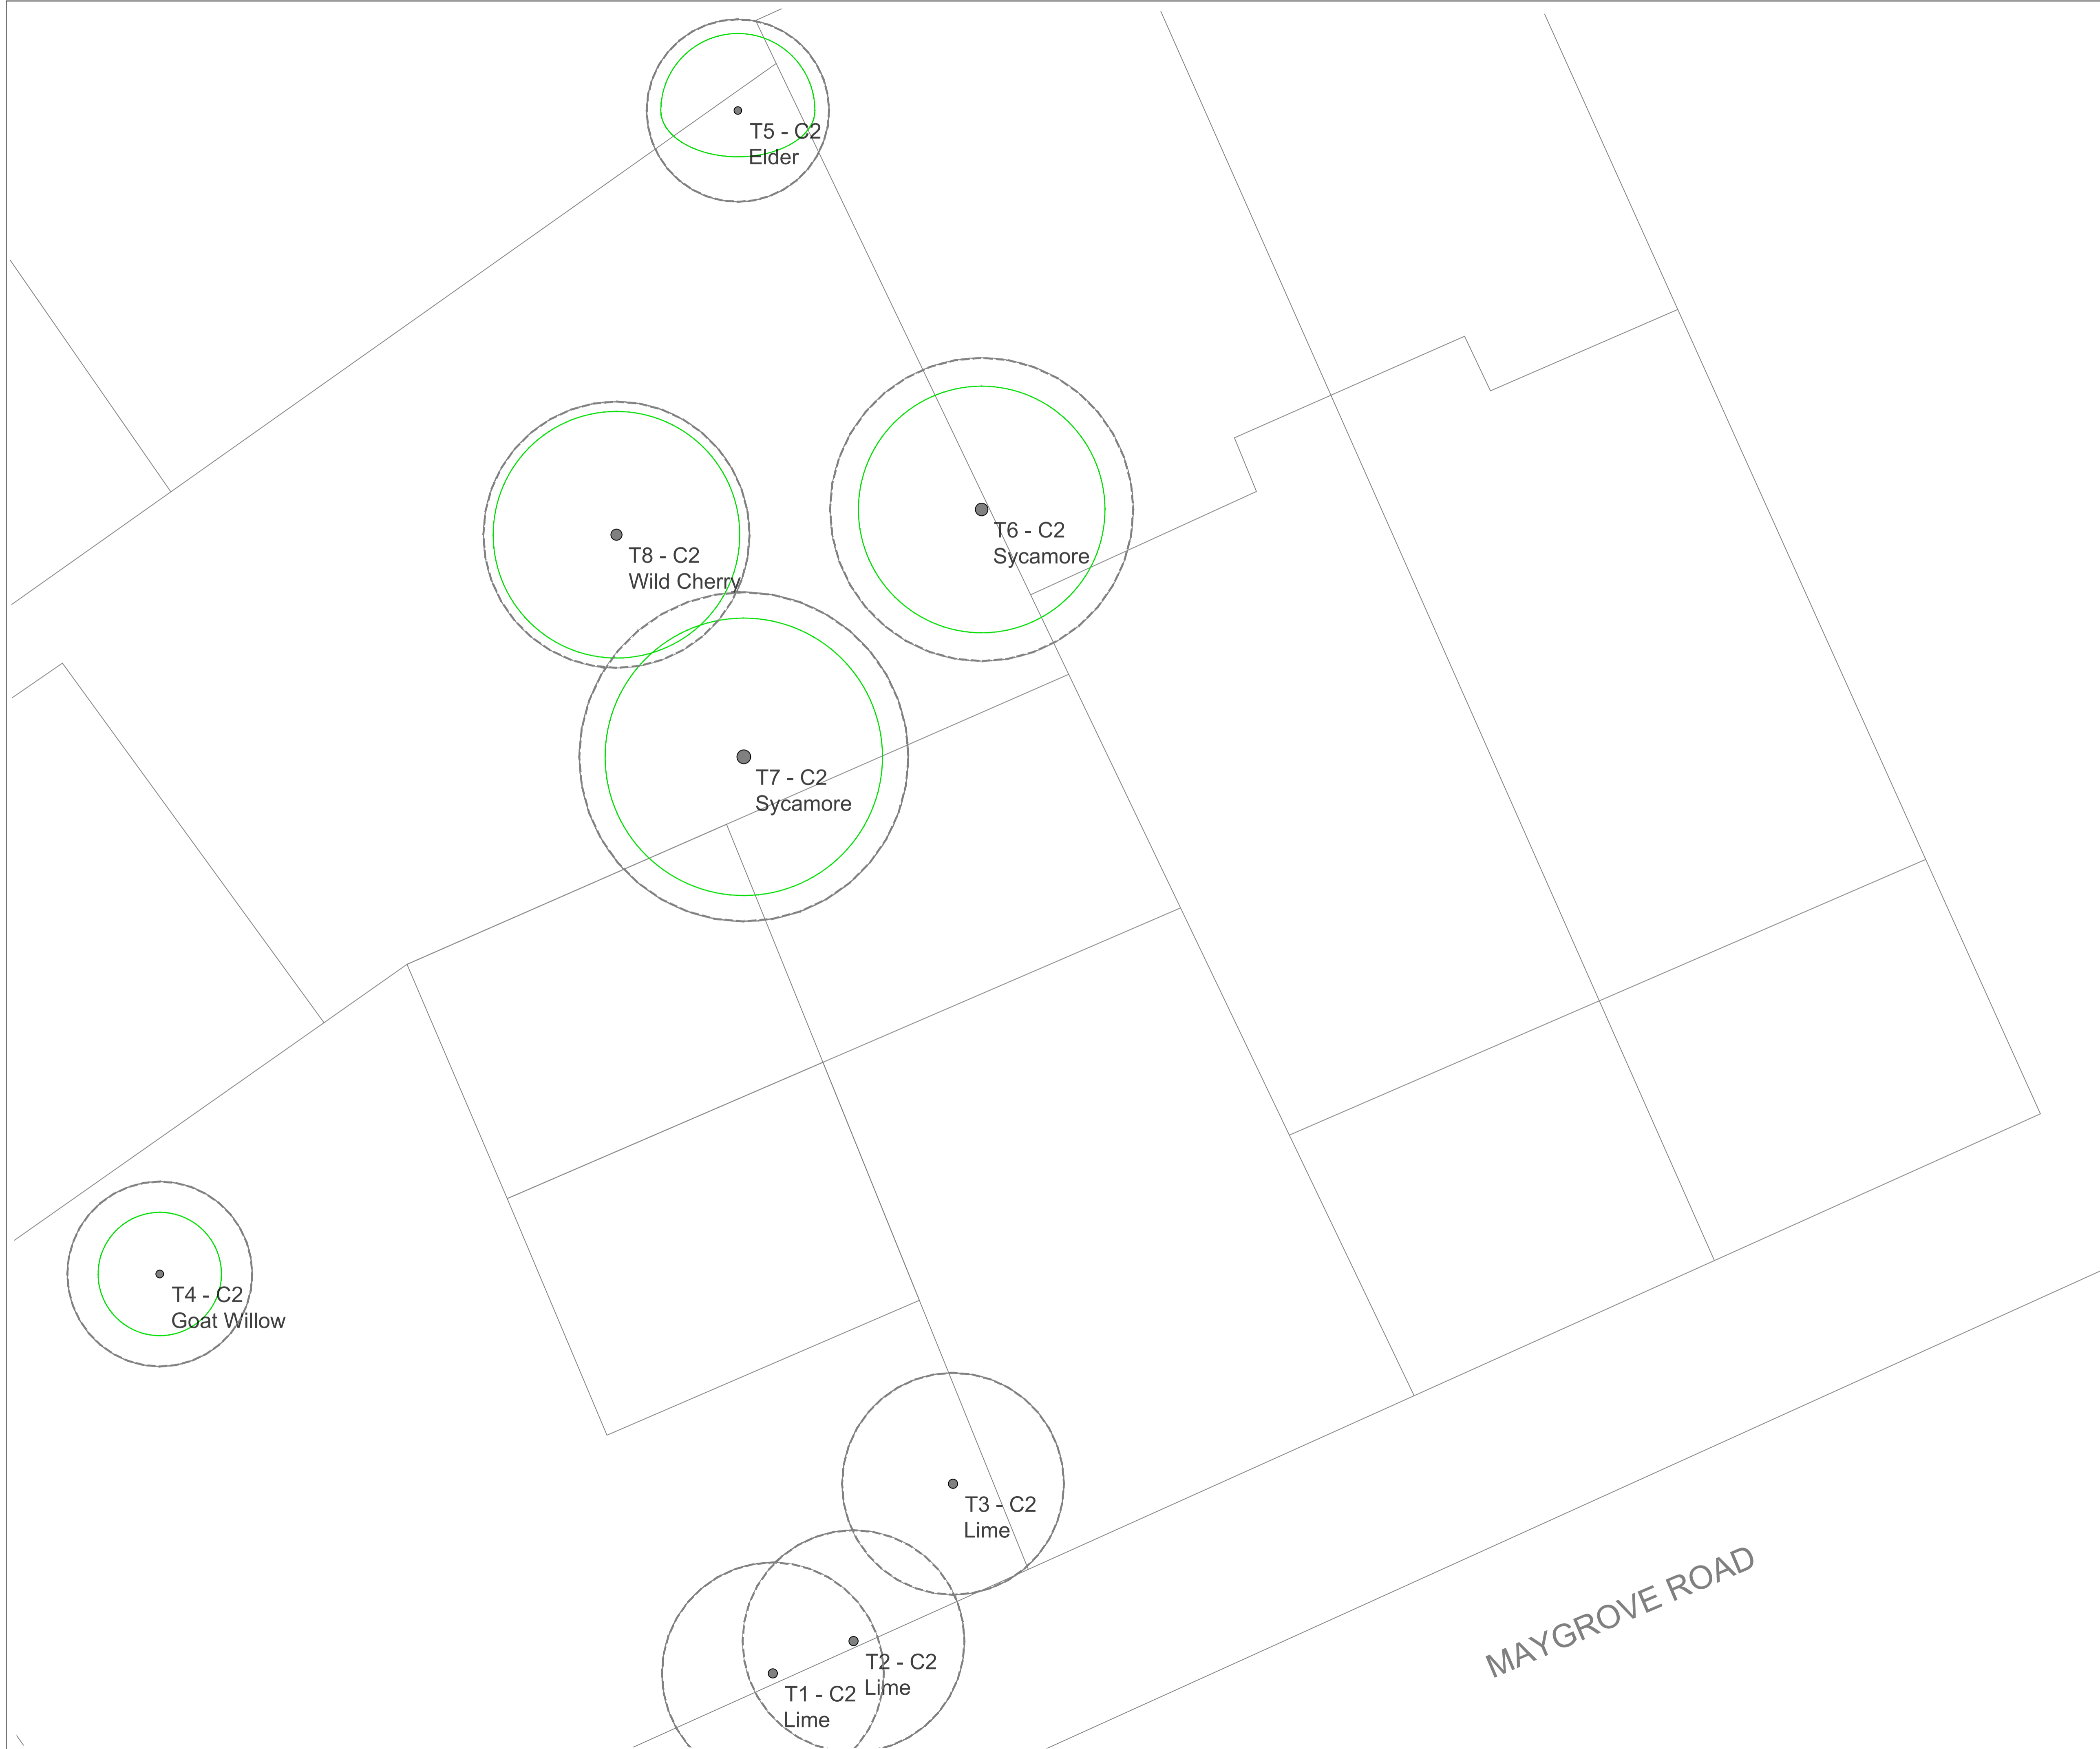 T5 - C2
Elder
T6 - C2
Sycamore
T8 - C2
Wild Cherry
T7 - C2
Sycamore
T4 - C2
Goat Willow
T3 - C2
Lime
T2 - C2
Lime
T1 - C2
Lime
MAYGROVE ROAD